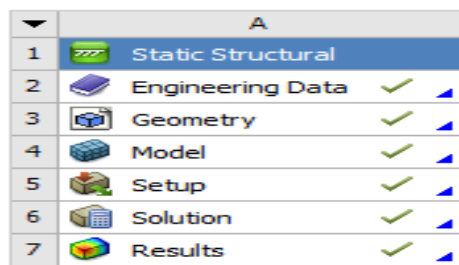 A
1 Static Structural
2 Engineering Data
3 Geometry
4 Model
5 Setup
6 Solution
7 Results